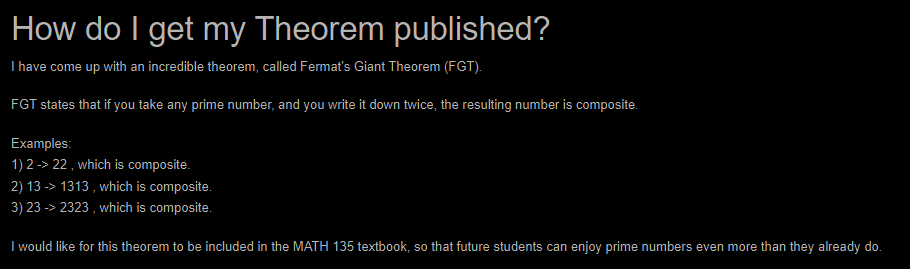 How do I get my Theorem published?
I have come up with an incredible theorem, called Fermat's Giant Theorem (FGT).
FGT states that if you take any prime number, and you write it down twice, the resulting number is composite.
Examples:
1) 2 -> 22 , which is composite.
2) 13 -> 1313 , which is composite.
3) 23 -> 2323 , which is composite.
I would like for this theorem to be included in the MATH 135 textbook, so that future students can enjoy prime numbers even more than they already do.